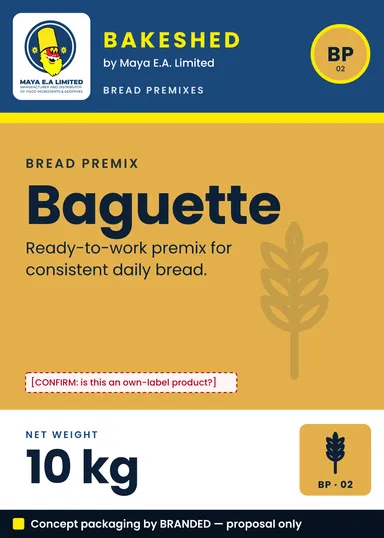 MAYA E.A LIMITED
MANUFACTURER AND DISTRIBUTOR
OF FOOD INGREDIENTS & ADDITIVES
BAKESHED
by Maya E.A. Limited
BREAD PREMIXES
BP
02
BREAD PREMIX
Baguette
Ready-to-work premix for
consistent daily bread.
[CONFIRM: is this an own-label product?]
NET WEIGHT
10 kg
BP · 02
Concept packaging by BRANDED — proposal only